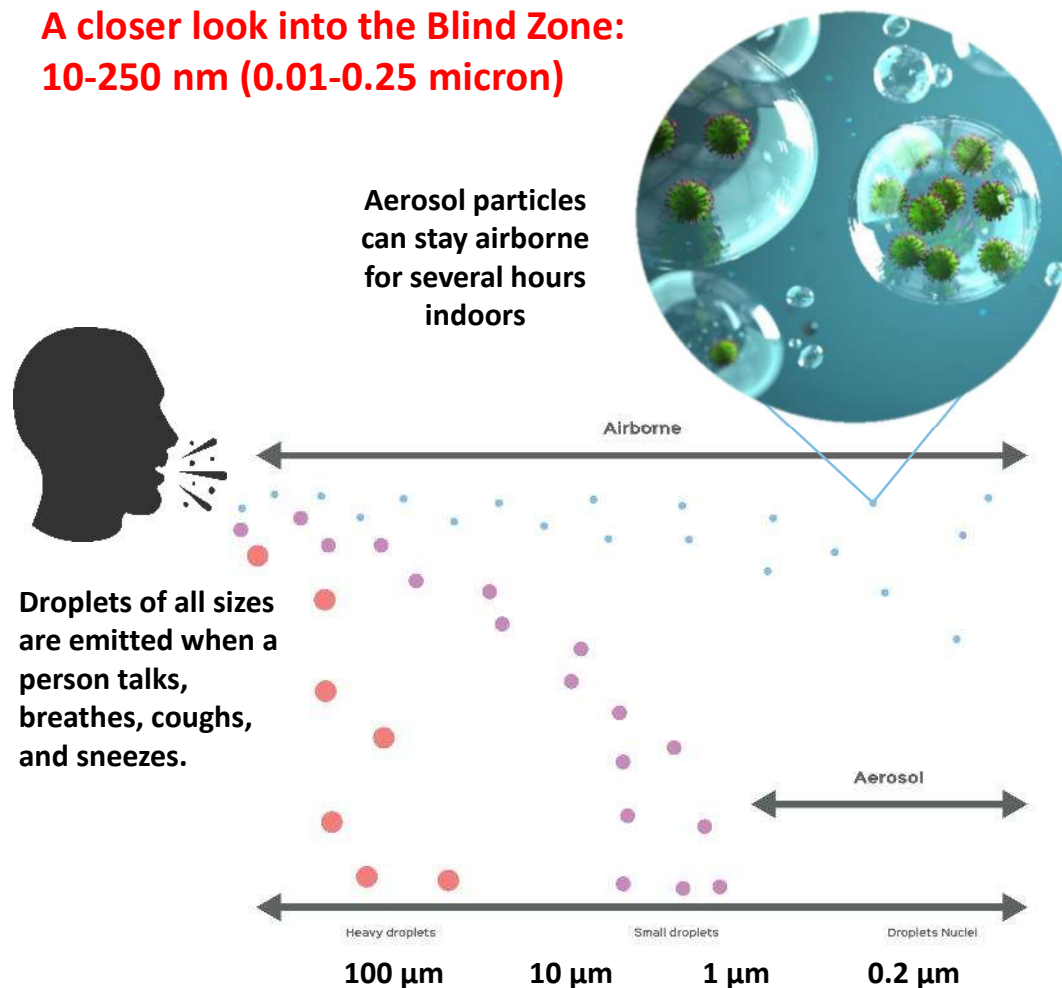 A closer look into the Blind Zone:
10-250 nm (0.01-0.25 micron)
Aerosol particles
can stay airborne
for several hours
indoors
Airborne
Droplets of all sizes
are emitted when a
person talks,
breathes, coughs,
and sneezes.
Aerosol
Heavy droplets Small droplets Droplets Nuclei
100 µm 10 µm 1 µm 0.2 µm